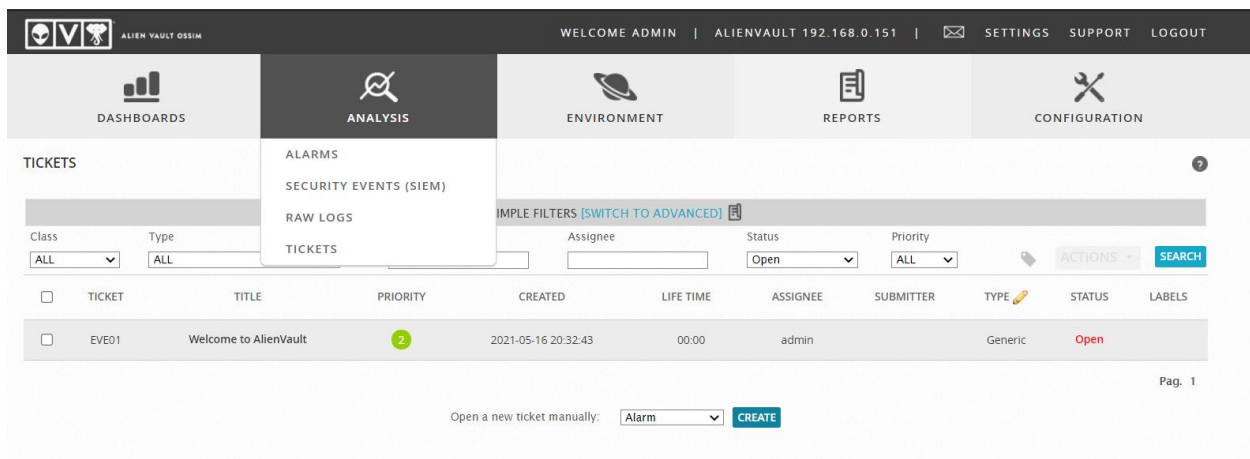 ALIEN VAULT OSSIM WELCOME ADMIN | ALIENVAULT 192.168.0.151 | SETTINGS SUPPORT LOGOUT
DASHBOARDS ANALYSIS ENVIRONMENT REPORTS CONFIGURATION
TICKETS
ALARMS
SECURITY EVENTS (SIEM)
RAW LOGS
TICKETS
IMPLE FILTERS [SWITCH TO ADVANCED]
Class Type Assignee Status Priority
ALL ALL Open ALL ACTIONS SEARCH
TICKET TITLE PRIORITY CREATED LIFE TIME ASSIGNEE SUBMITTER TYPE STATUS LABELS
EVE01 Welcome to AlienVault 2 2021-05-16 20:32:43 00:00 admin Generic Open
Pag. 1
Open a new ticket manually: Alarm CREATE